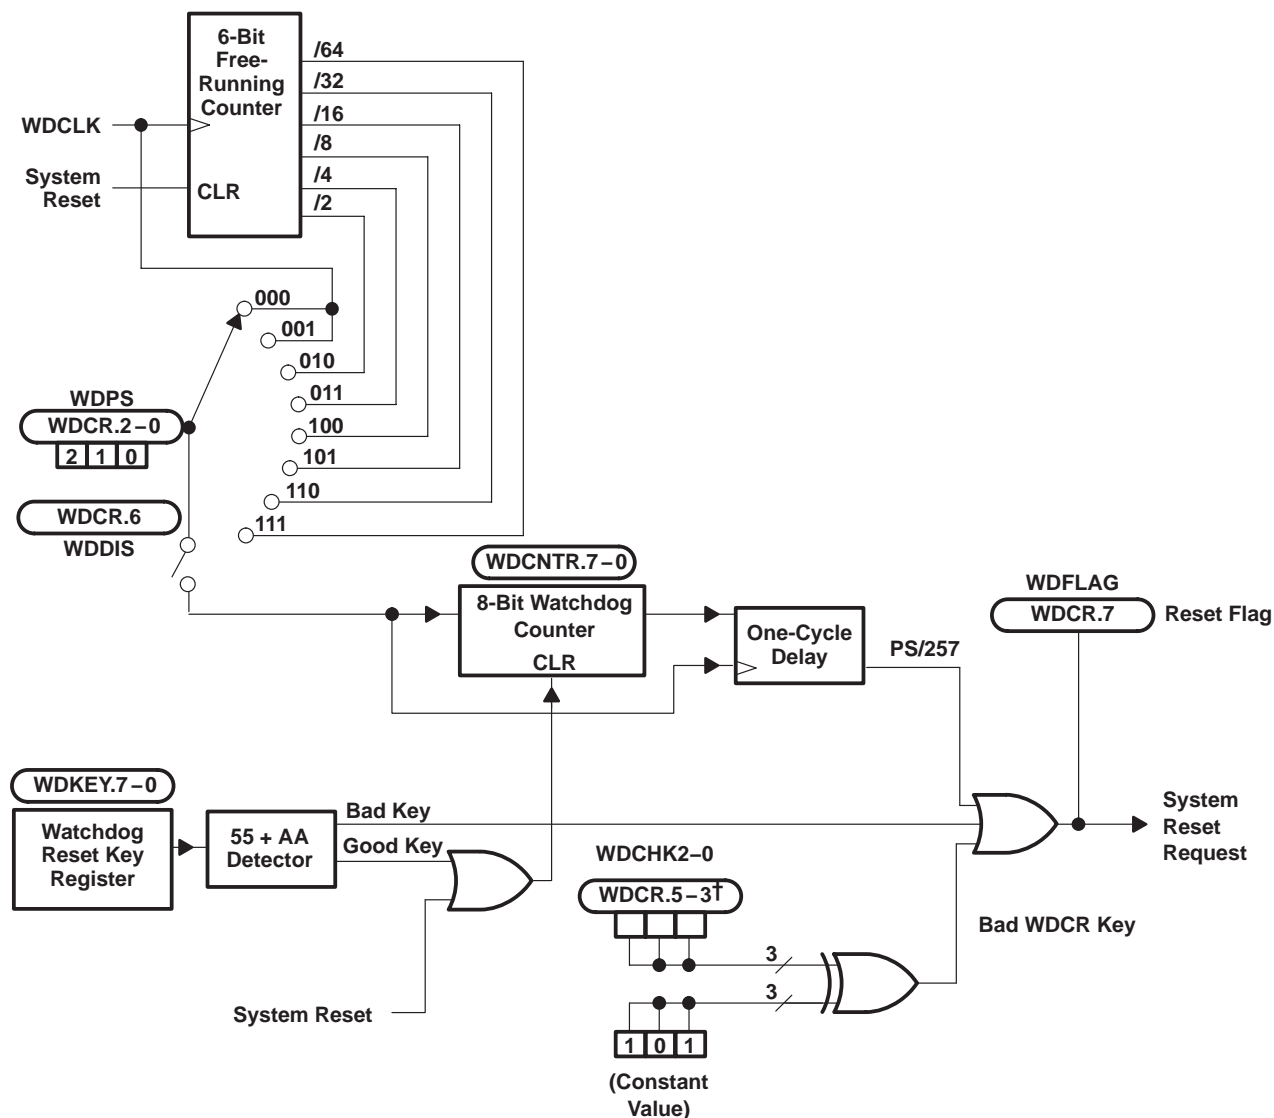 6-Bit
Free-
Running
Counter
/64
/32
/16
/8
/4
/2
WDCLK
System
Reset
CLR
000
001
010
011
100
101
110
111
WDPS
WDCR.2–0
2 1 0
WDCR.6
WDDIS
WDCNTR.7–0
8-Bit Watchdog
Counter
CLR
One-Cycle
Delay
PS/257
WDFLAG
WDCR.7
Reset Flag
WDKEY.7–0
Watchdog
Reset Key
Register
55 + AA
Detector
Bad Key
Good Key
System Reset
WDCHK2–0
WDCR.5–3†
3
3
1 0 1
(Constant
Value)
Bad WDCR Key
System
Reset
Request